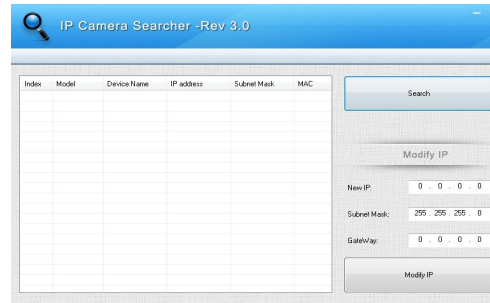 IP Camera Searcher -Rev 3.0
Index Model Device Name IP address Subnet Mask MAC
Search
Modify IP
New IP: 0 . 0 . 0 . 0
Subnet Mask: 255 . 255 . 255 . 0
GateWay: 0 . 0 . 0 . 0
Modify IP